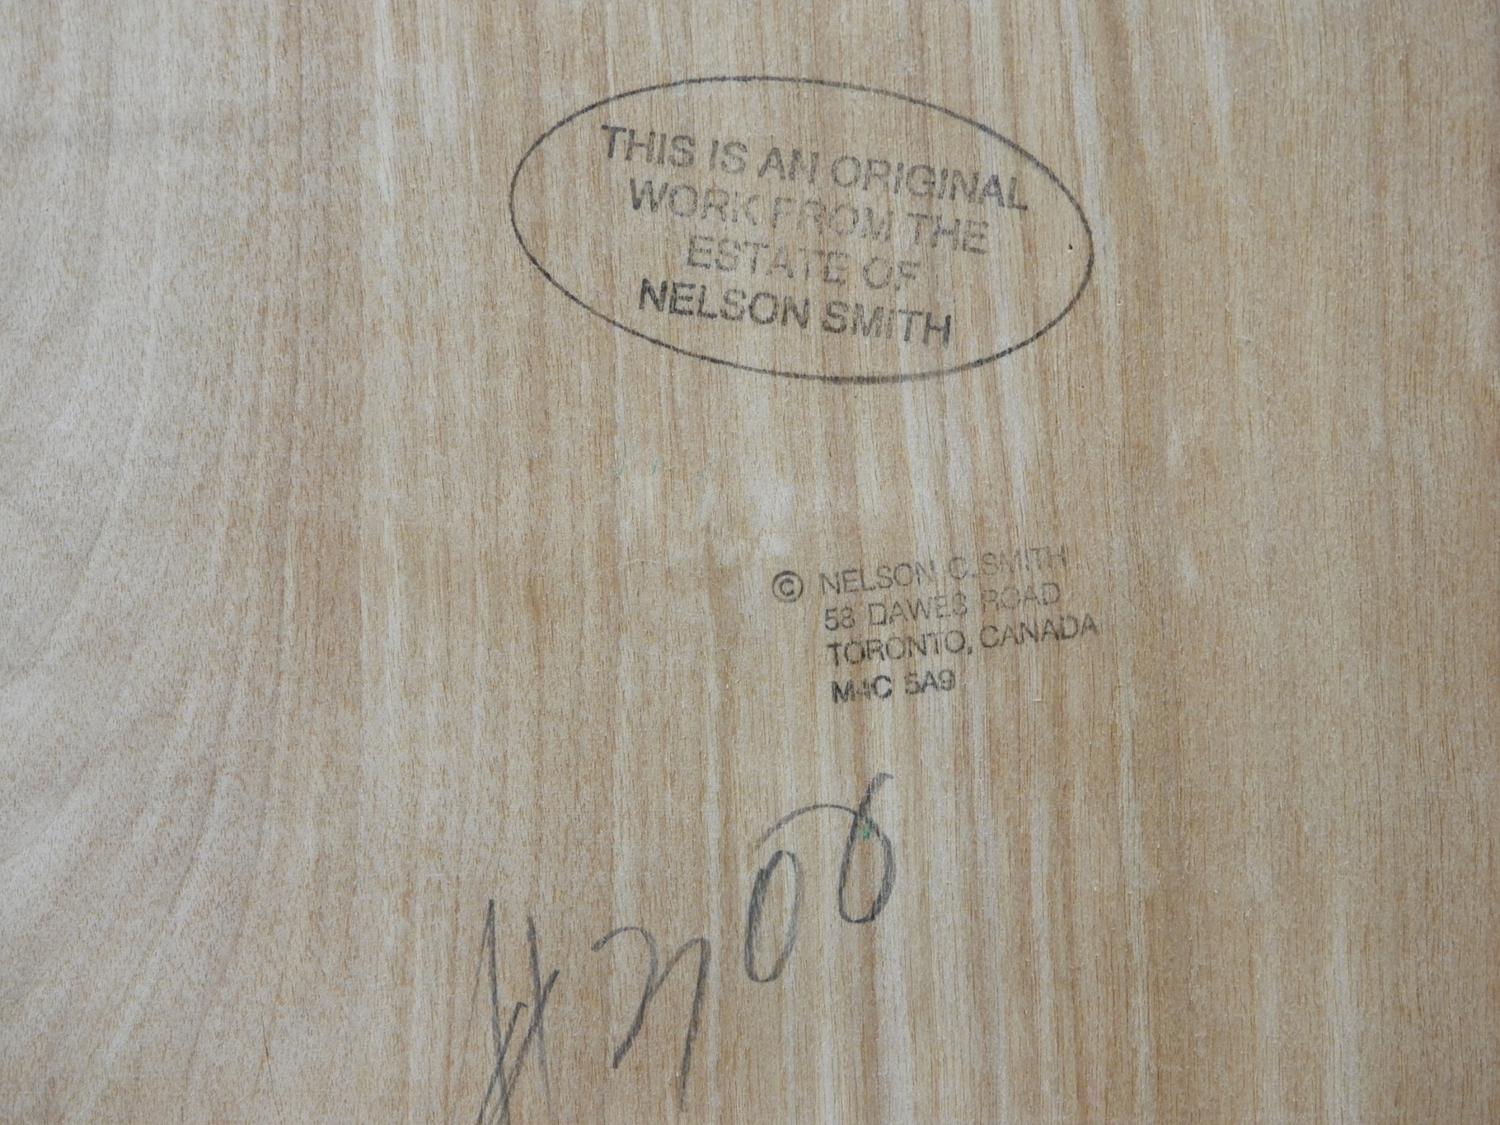 THIS IS AN ORIGINAL
WORK FROM THE
ESTATE OF
NELSON SMITH
© NELSON C. SMITH
58 DAWES ROAD
TORONTO, CANADA
M4C 5A9